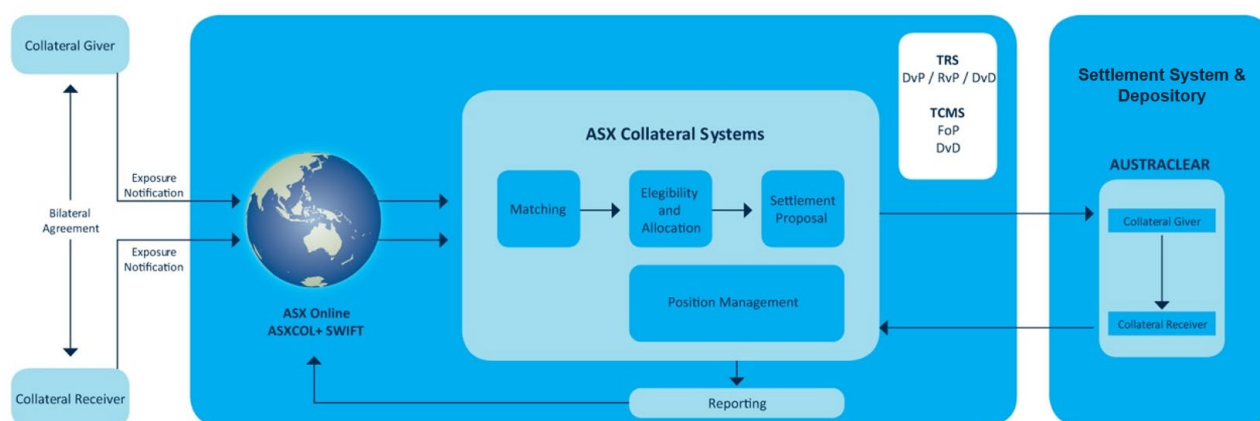 Collateral Giver
Exposure
Notification
Bilateral
Agreement
Exposure
Notification
Collateral Receiver
ASX Online
ASXCOL+ SWIFT
ASX Collateral Systems
Matching
Elegibility
and
Allocation
Settlement
Proposal
Position Management
Reporting
TRS
DvP / RvP / DvD
TCMS
FoP
DvD
Settlement System &
Depository
AUSTRACLEAR
Collateral Giver
Collateral Receiver